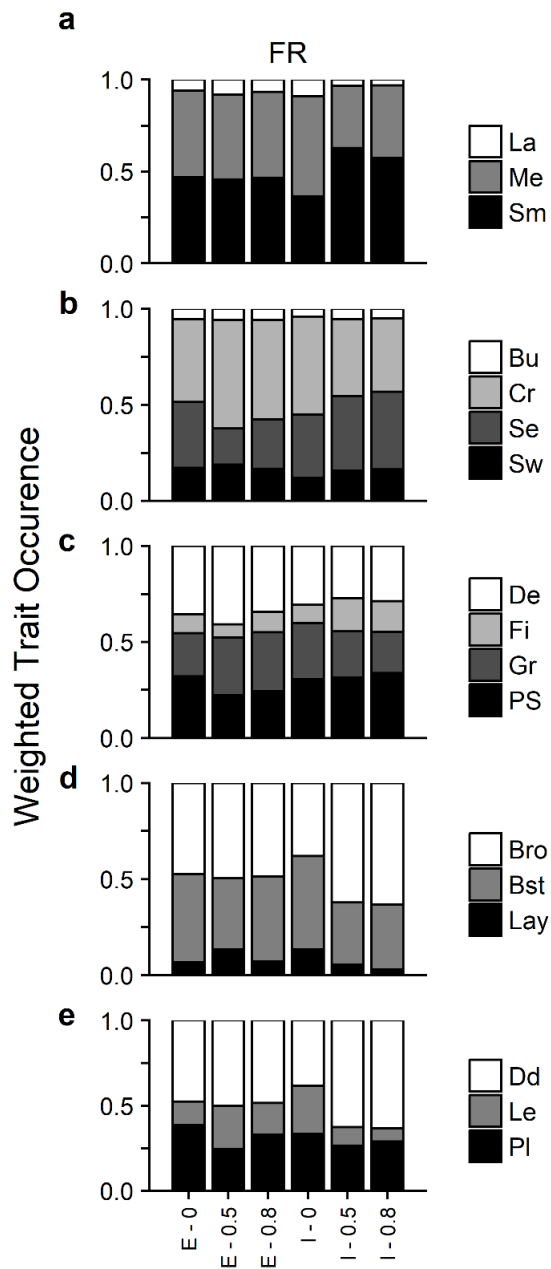 a
FR
1.0
0.5
0.0
La
Me
Sm
b
1.0
0.5
0.0
Bu
Cr
Se
Sw
Weighted Trait Occurence
c
1.0
0.5
0.0
De
Fi
Gr
PS
d
1.0
0.5
0.0
Bro
Bst
Lay
e
1.0
0.5
0.0
Dd
Le
Pl
E - 0
E - 0.5
E - 0.8
I - 0
I - 0.5
I - 0.8